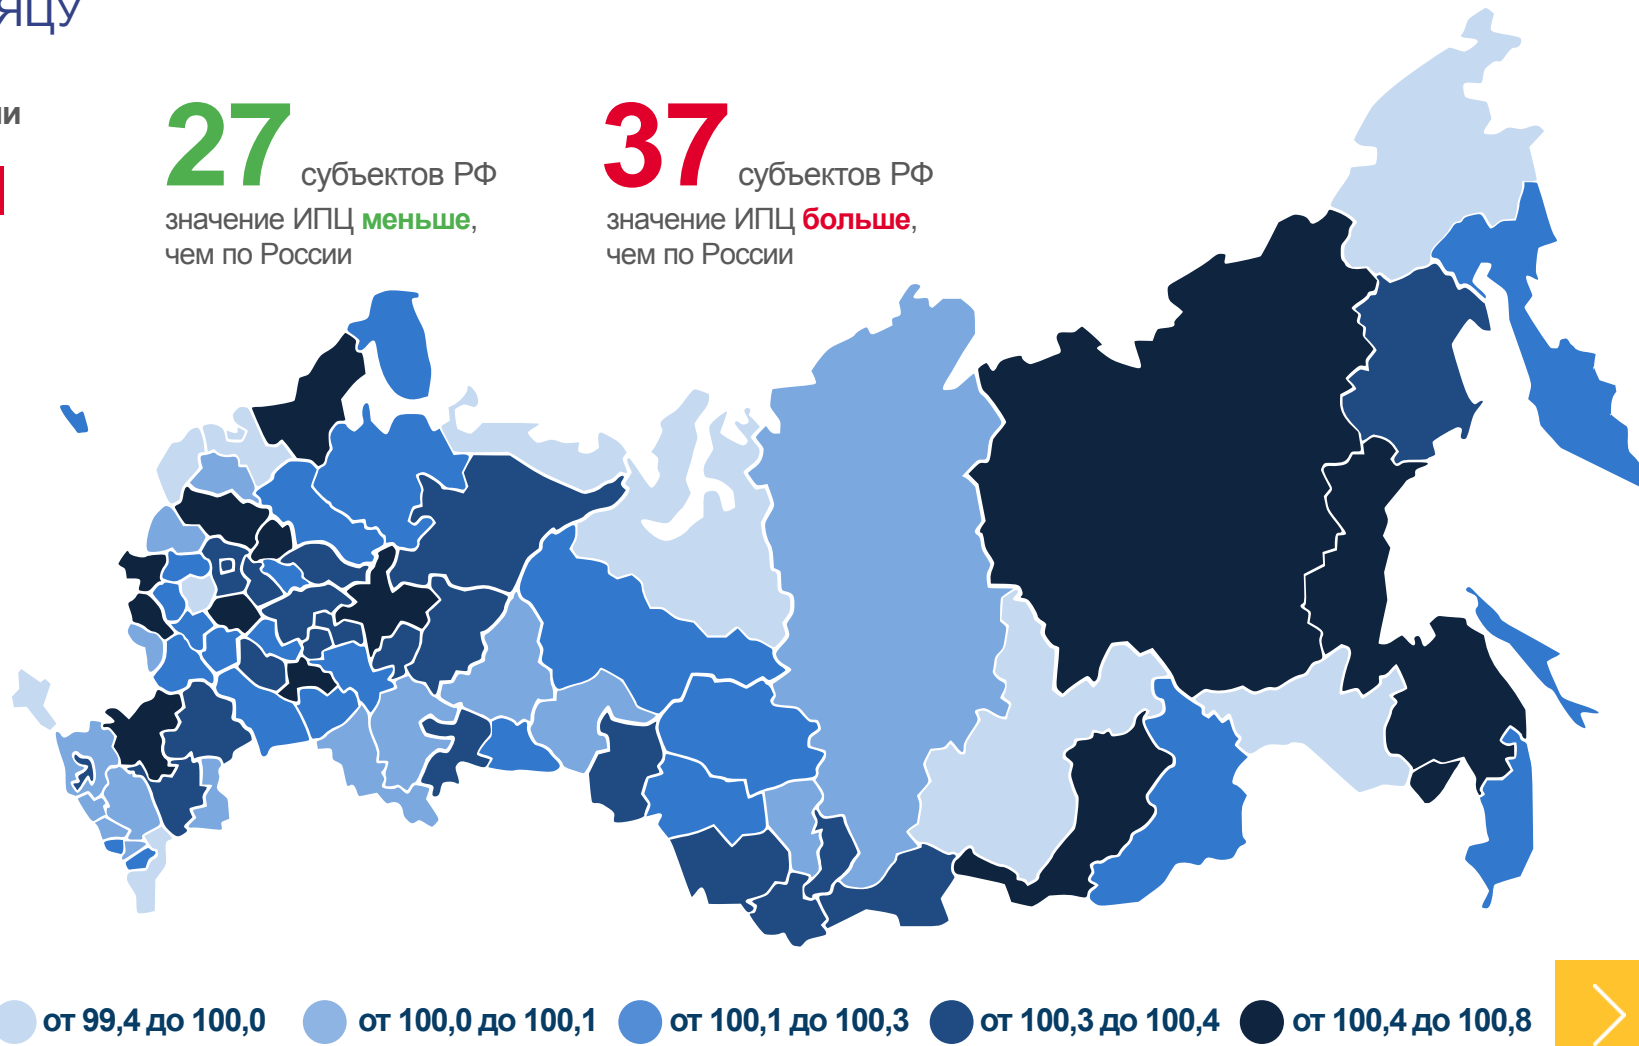 27 субъектов РФ
значение ИПЦ меньше,
чем по России
37 субъектов РФ
значение ИПЦ больше,
чем по России
от 99,4 до 100,0
от 100,0 до 100,1
от 100,1 до 100,3
от 100,3 до 100,4
от 100,4 до 100,8